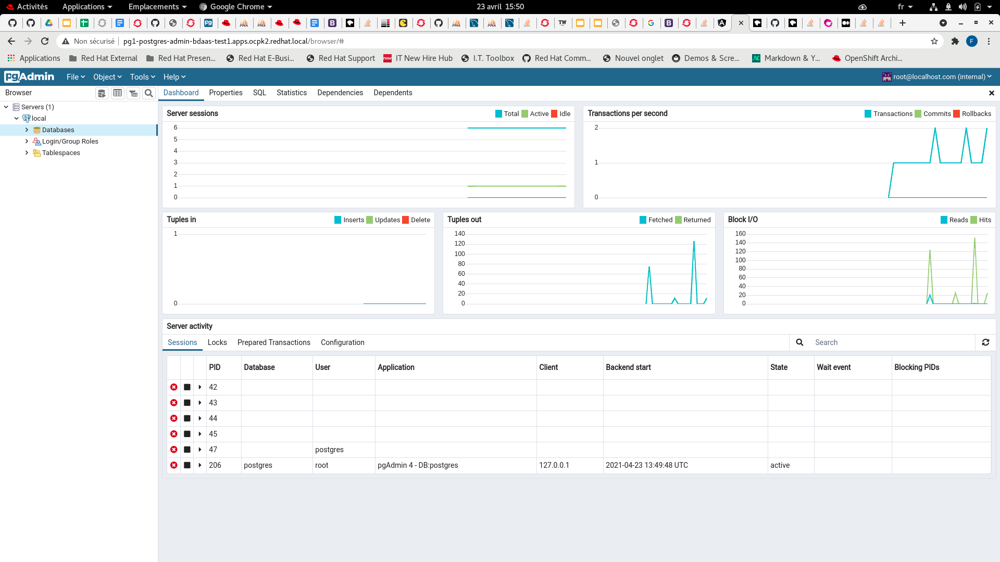 Activités Applications Emplacements Google Chrome 23 avril 15:50 fr
Pg PMA PMA PMA PMA TW
Non sécurisé pg1-postgres-admin-bdaas-test1.apps.ocpk2.redhat.local/browser/# F
Applications Red Hat External Red Hat Presen... Red Hat E-Busi... Red Hat Support now IT New Hire Hub I.T. Toolbox Red Hat Comm... Nouvel onglet Demos & Scre... Markdown & Y... OpenShift Archi...
pgAdmin File Object Tools Help root@localhost.com (internal)
Browser Dashboard Properties SQL Statistics Dependencies Dependents
Servers (1)
local
Databases
Login/Group Roles
Tablespaces
Server sessions Total Active Idle
6
5
4
3
2
1
0
Transactions per second Transactions Commits Rollbacks
2
1
0
Tuples in Inserts Updates Delete
1
0
Tuples out Fetched Returned
140
120
100
80
60
40
20
0
Block I/O Reads Hits
160
140
120
100
80
60
40
20
0
Server activity
Sessions Locks Prepared Transactions Configuration Search
PID Database User Application Client Backend start State Wait event Blocking PIDs
42
43
44
45
47 postgres
206 postgres root pgAdmin 4 - DB:postgres 127.0.0.1 2021-04-23 13:49:48 UTC active